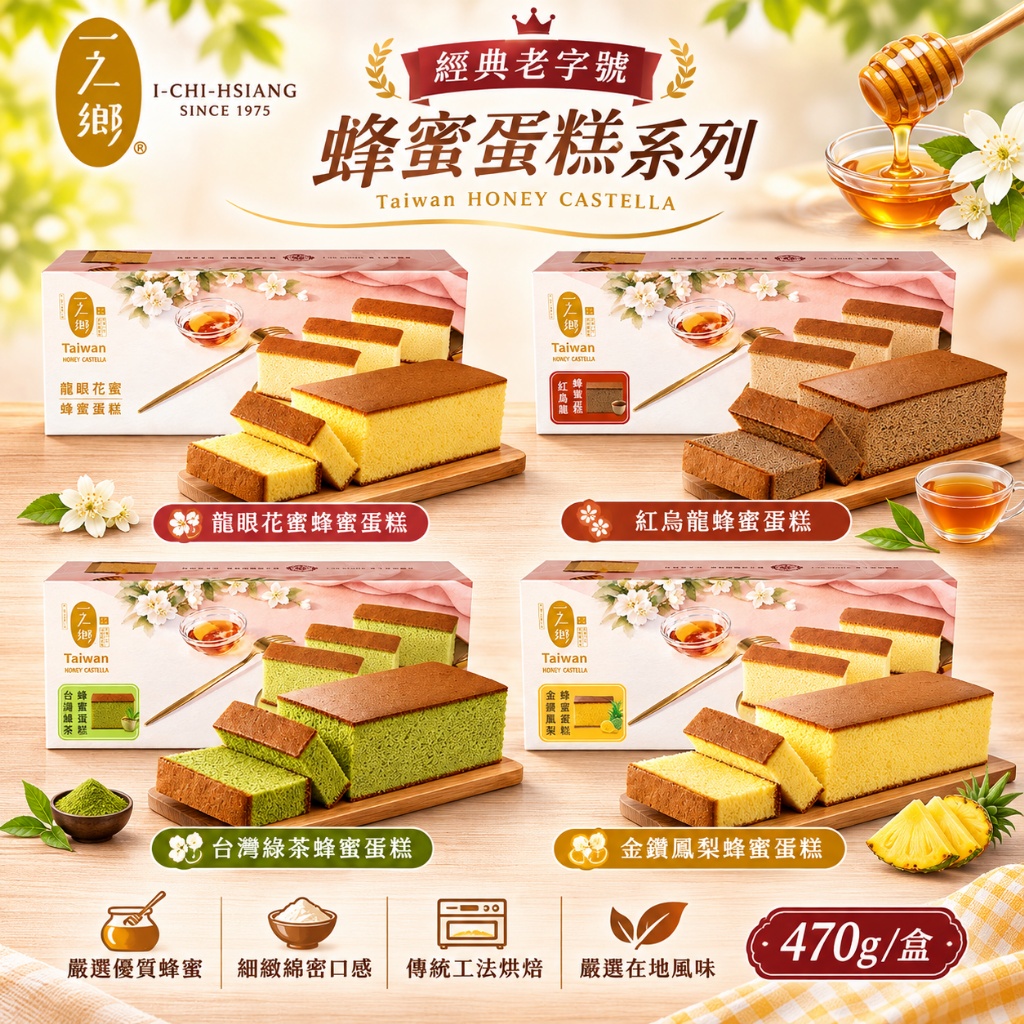 一之鄉®
I-CHI-HSIANG
SINCE 1975
經典老字號
蜂蜜蛋糕系列
Taiwan HONEY CASTELLA
一之鄉
Taiwan
HONEY CASTELLA
龍眼花蜜
蜂蜜蛋糕
龍眼花蜜蜂蜜蛋糕
一之鄉
Taiwan
HONEY CASTELLA
蜂蜜蛋糕
紅烏龍
紅烏龍蜂蜜蛋糕
一之鄉
Taiwan
HONEY CASTELLA
蜂蜜蛋糕
台灣綠茶
台灣綠茶蜂蜜蛋糕
一之鄉
Taiwan
HONEY CASTELLA
蜂蜜蛋糕
金鑽鳳梨
金鑽鳳梨蜂蜜蛋糕
嚴選優質蜂蜜
細緻綿密口感
傳統工法烘焙
嚴選在地風味
470g/盒